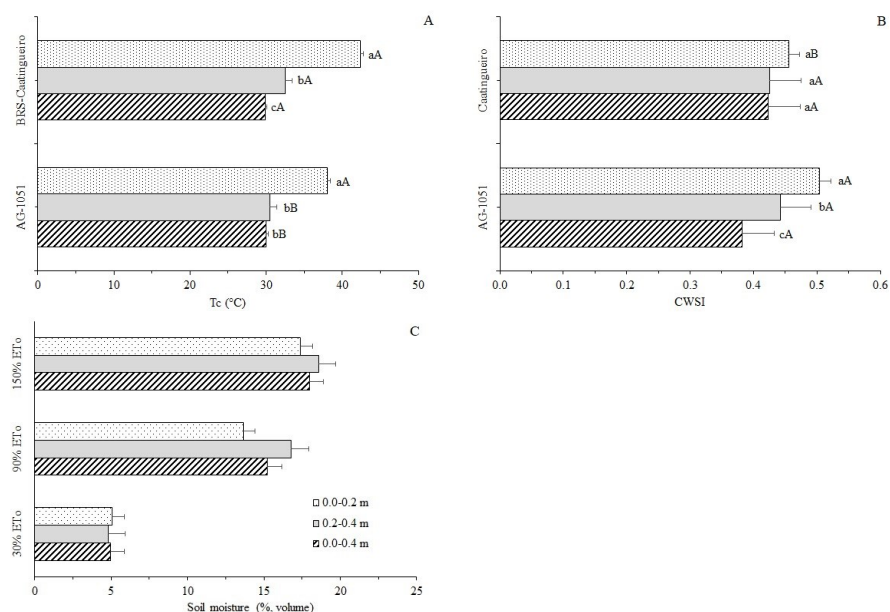 A
BRS-Caatingueiro
aA
bA
cA
AG-1051
aA
bB
bB
0 10 20 30 40 50
Tc (°C)
B
Caatingueiro
aB
aA
aA
AG-1051
aA
bA
cA
0.0 0.1 0.2 0.3 0.4 0.5 0.6
CWSI
C
150% ETo
90% ETo
30% ETo
0.0-0.2 m
0.2-0.4 m
0.0-0.4 m
0 5 10 15 20 25
Soil moisture (%, volume)